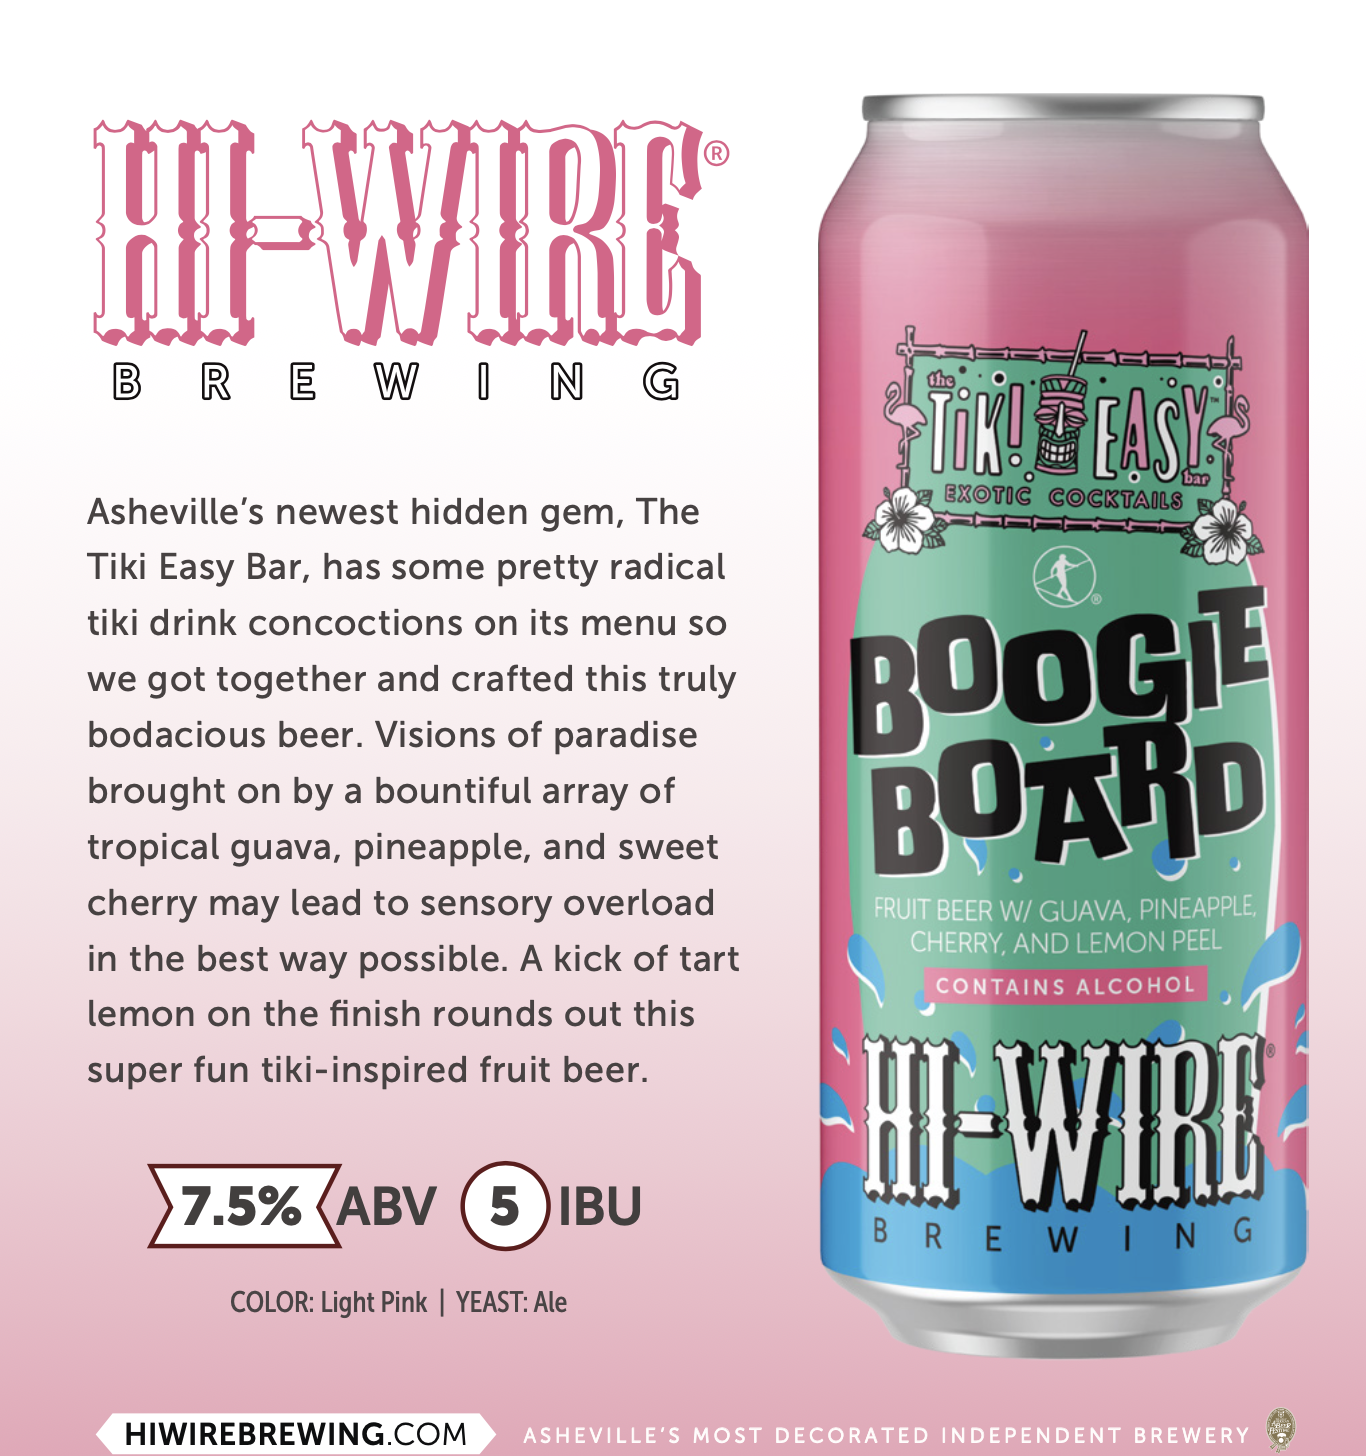 HI-WIRE®
BREWING
Asheville’s newest hidden gem, The
Tiki Easy Bar, has some pretty radical
tiki drink concoctions on its menu so
we got together and crafted this truly
bodacious beer. Visions of paradise
brought on by a bountiful array of
tropical guava, pineapple, and sweet
cherry may lead to sensory overload
in the best way possible. A kick of tart
lemon on the finish rounds out this
super fun tiki-inspired fruit beer.
7.5% ABV 5 IBU
COLOR: Light Pink | YEAST: Ale
the
TiKi EASY™
bar
EXOTIC COCKTAILS
®
BOOGiE
BOARD
FRUIT BEER W/ GUAVA, PINEAPPLE,
CHERRY, AND LEMON PEEL
CONTAINS ALCOHOL
HI-WIRE®
BREWING
HIWIREBREWING.COM
ASHEVILLE’S MOST DECORATED INDEPENDENT BREWERY